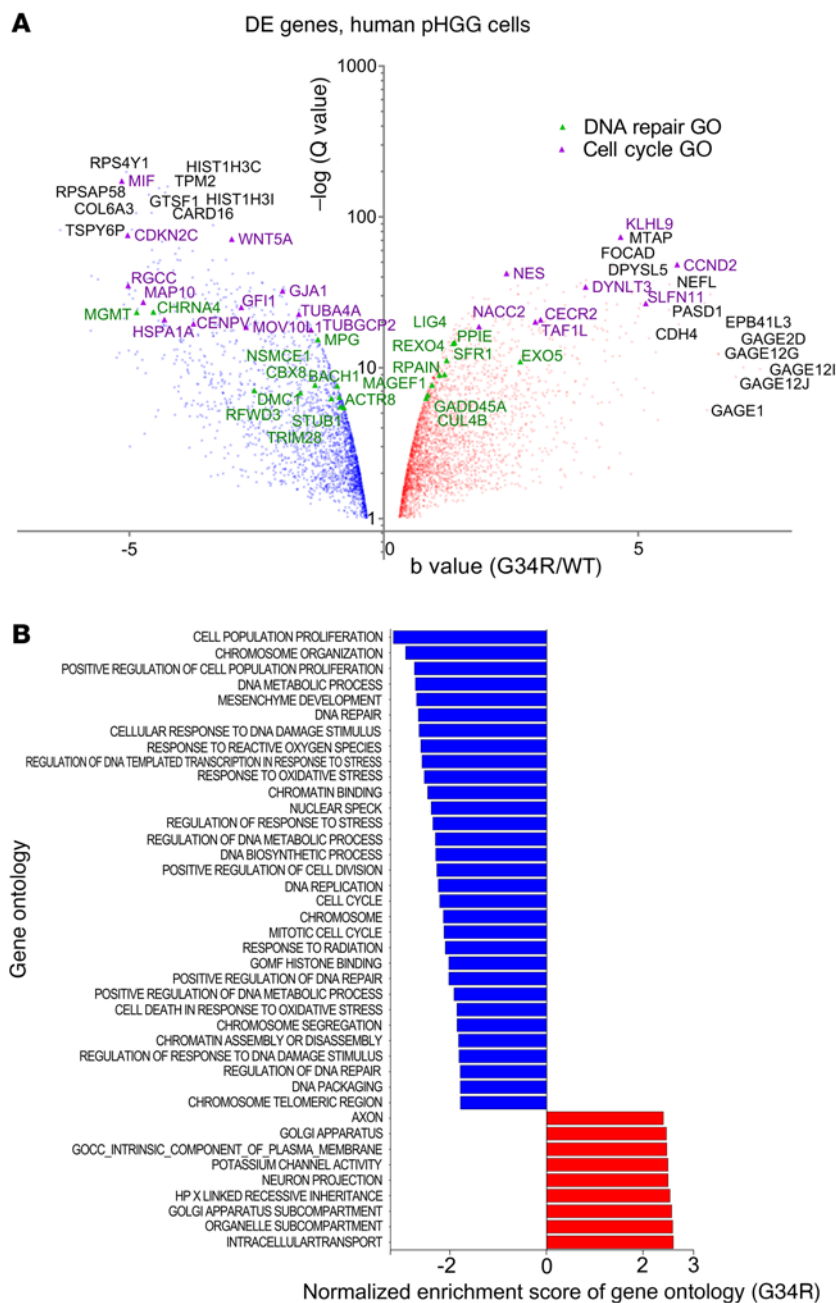 A
DE genes, human pHGG cells
–log (Q value)
1000
100
10
1
DNA repair GO
Cell cycle GO
RPS4Y1
HIST1H3C
MIF
TPM2
RPSAP58
GTSF1
HIST1H3I
COL6A3
CARD16
TSPY6P
CDKN2C
WNT5A
RGCC
MAP10
GFI1
GJA1
MGMT
CHRNA4
TUBA4A
HSPA1A
CENPV
MOV10L1
TUBGCP2
MPG
NSMCE1
CBX8
BACH1
DMC1
ACTR8
RFWD3
STUB1
TRIM28
KLHL9
MTAP
FOCAD
NES
DPYSL5
CCND2
DYNLT3
NEFL
SLFN11
NACC2
CECR2
PASD1
LIG4
TAF1L
EPB41L3
PPIE
CDH4
GAGE2D
REXO4
SFR1
EXO5
GAGE12G
RPAIN
GAGE12I
MAGEF1
GAGE12J
GADD45A
GAGE1
CUL4B
-5
0
5
b value (G34R/WT)
B
Gene ontology
CELL POPULATION PROLIFERATION
CHROMOSOME ORGANIZATION
POSITIVE REGULATION OF CELL POPULATION PROLIFERATION
DNA METABOLIC PROCESS
MESENCHYME DEVELOPMENT
DNA REPAIR
CELLULAR RESPONSE TO DNA DAMAGE STIMULUS
RESPONSE TO REACTIVE OXYGEN SPECIES
REGULATION OF DNA TEMPLATED TRANSCRIPTION IN RESPONSE TO STRESS
RESPONSE TO OXIDATIVE STRESS
CHROMATIN BINDING
NUCLEAR SPECK
REGULATION OF RESPONSE TO STRESS
REGULATION OF DNA METABOLIC PROCESS
DNA BIOSYNTHETIC PROCESS
POSITIVE REGULATION OF CELL DIVISION
DNA REPLICATION
CELL CYCLE
CHROMOSOME
MITOTIC CELL CYCLE
RESPONSE TO RADIATION
GOMF HISTONE BINDING
POSITIVE REGULATION OF DNA REPAIR
POSITIVE REGULATION OF DNA METABOLIC PROCESS
CELL DEATH IN RESPONSE TO OXIDATIVE STRESS
CHROMOSOME SEGREGATION
CHROMATIN ASSEMBLY OR DISASSEMBLY
REGULATION OF RESPONSE TO DNA DAMAGE STIMULUS
REGULATION OF DNA REPAIR
DNA PACKAGING
CHROMOSOME TELOMERIC REGION
AXON
GOLGI APPARATUS
GOCC_INTRINSIC_COMPONENT_OF_PLASMA_MEMBRANE
POTASSIUM CHANNEL ACTIVITY
NEURON PROJECTION
HP X LINKED RECESSIVE INHERITANCE
GOLGI APPARATUS SUBCOMPARTMENT
ORGANELLE SUBCOMPARTMENT
INTRACELLULARTRANSPORT
-2
0
2
3
Normalized enrichment score of gene ontology (G34R)